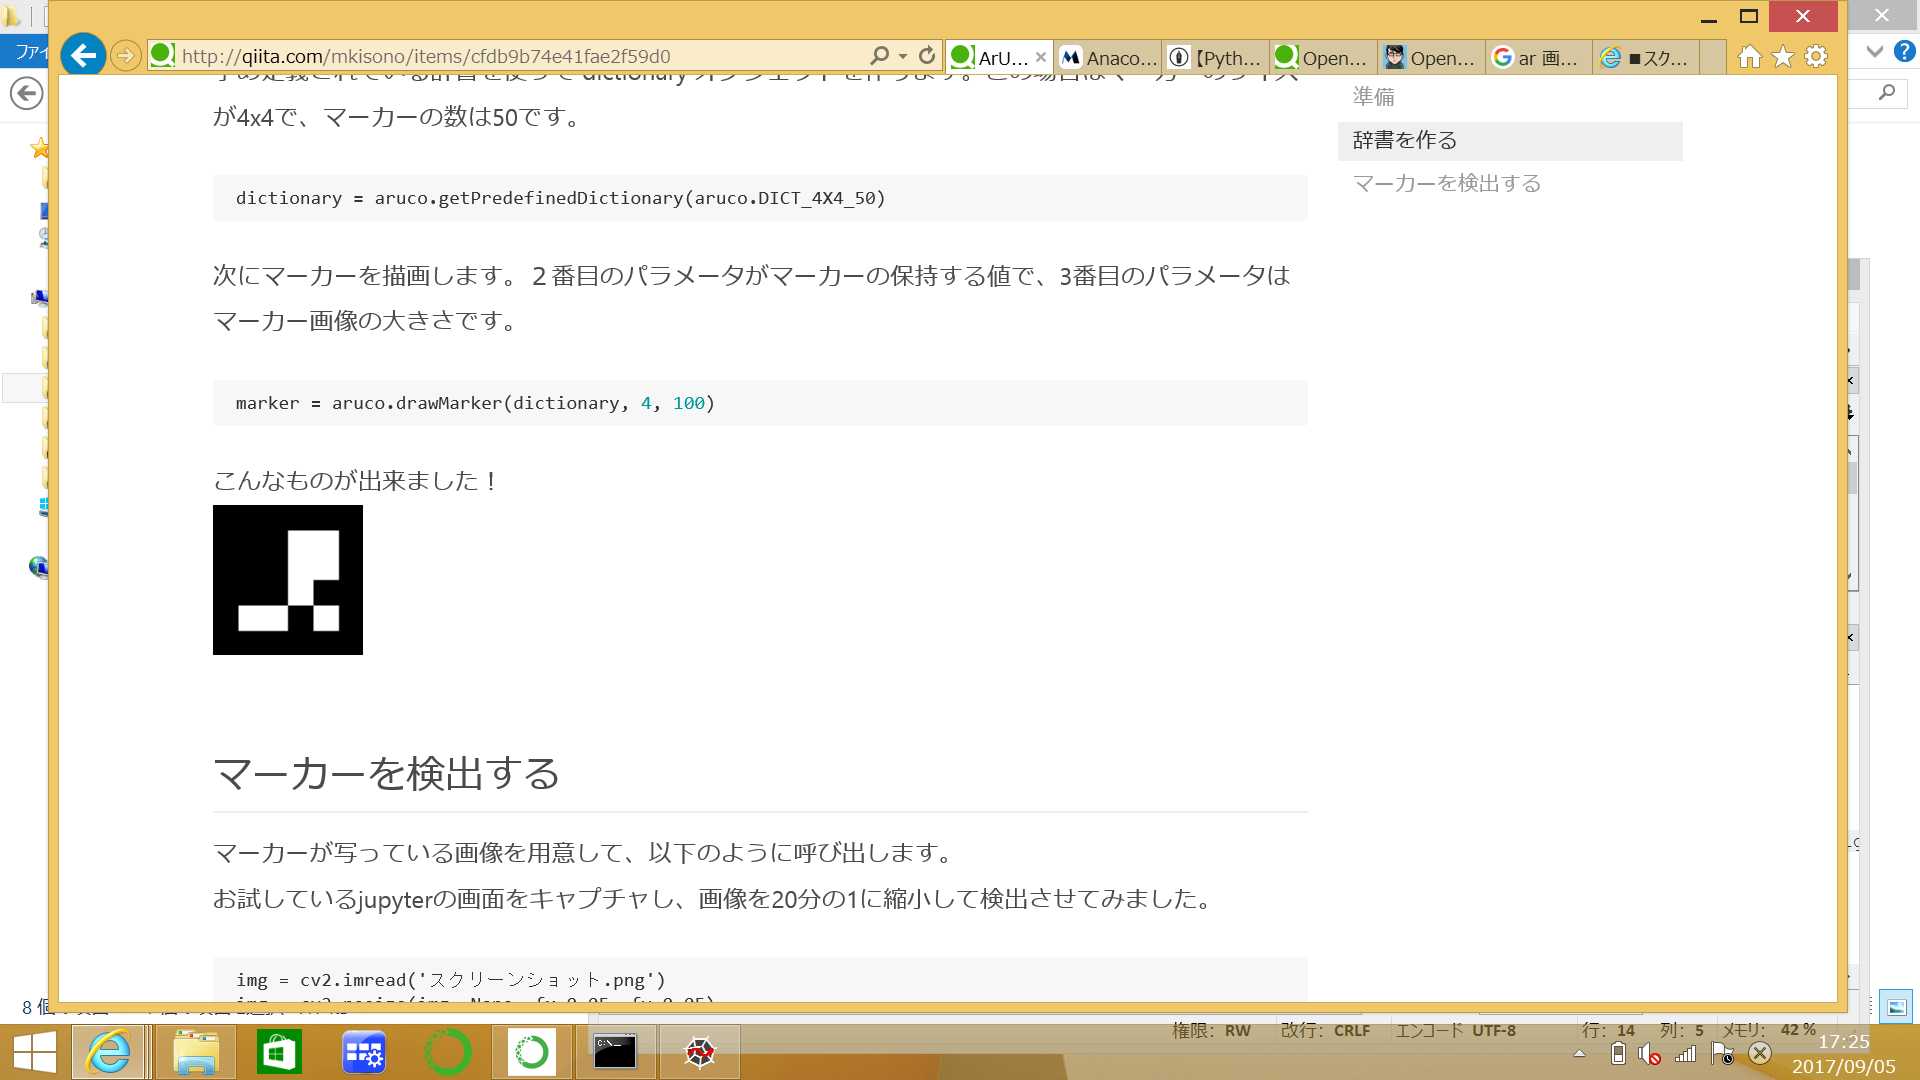 ファイ
http://qiita.com/mkisono/items/cfdb9b74e41fae2f59d0
ArU...
Anaco...
【Pyth...
Open...
Open...
ar 画...
■スク...
が4x4で、マーカーの数は50です。
dictionary = aruco.getPredefinedDictionary(aruco.DICT_4X4_50)
次にマーカーを描画します。２番目のパラメータがマーカーの保持する値で、3番目のパラメータは
マーカー画像の大きさです。
marker = aruco.drawMarker(dictionary, 4, 100)
こんなものが出来ました！
マーカーを検出する
マーカーが写っている画像を用意して、以下のように呼び出します。
お試しているjupyterの画面をキャプチャし、画像を20分の1に縮小して検出させてみました。
img = cv2.imread('スクリーンショット.png')
準備
辞書を作る
マーカーを検出する
8 個
権限: RW 改行: CRLF エンコード UTF-8 行: 14 列: 5 メモリ: 42 %
17:25
2017/09/05